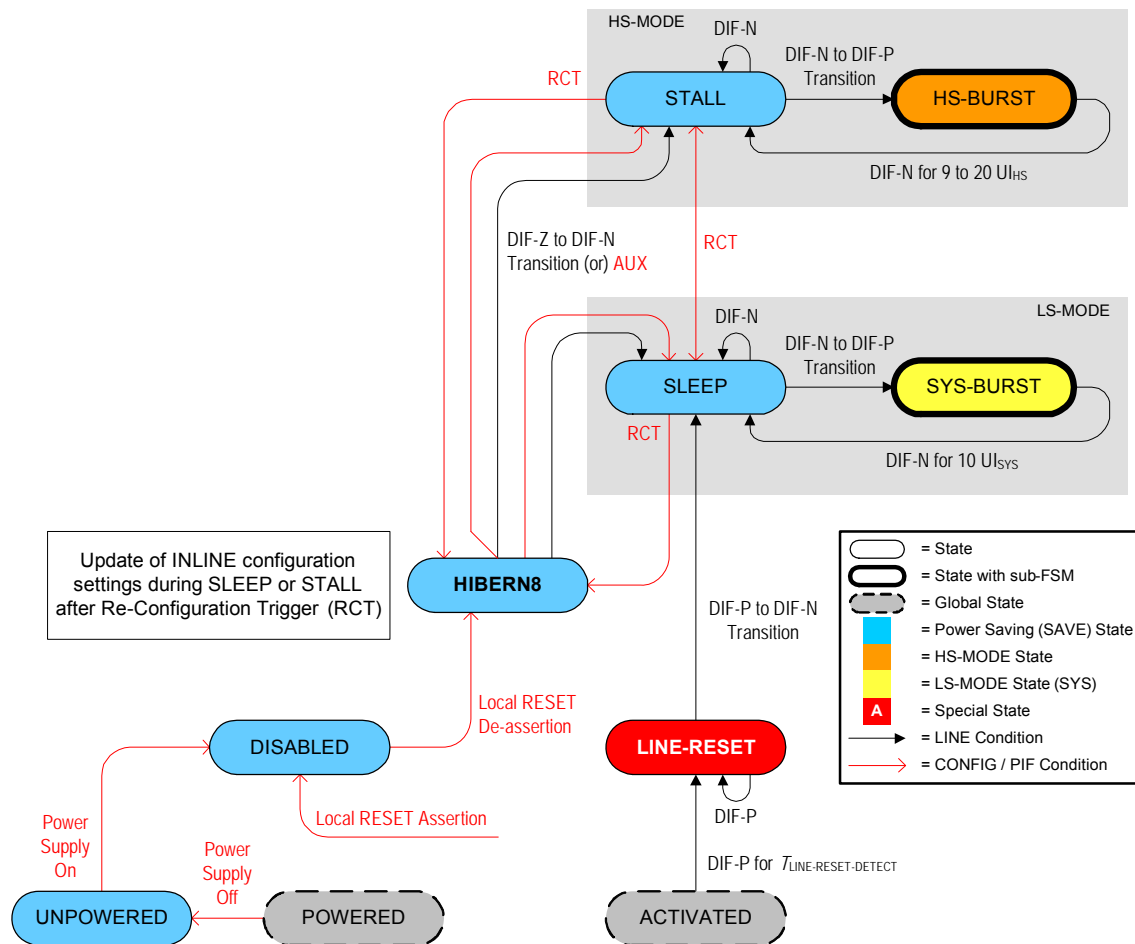 HS-MODE
DIF-N
DIF-N to DIF-P
Transition
RCT
STALL
HS-BURST
DIF-N for 9 to 20 UIHS
DIF-Z to DIF-N
Transition (or) AUX
RCT
LS-MODE
DIF-N
DIF-N to DIF-P
Transition
SLEEP
SYS-BURST
RCT
DIF-N for 10 UISYS
Update of INLINE configuration
settings during SLEEP or STALL
after Re-Configuration Trigger (RCT)
HIBERN8
DIF-P to DIF-N
Transition
Local RESET
De-assertion
DISABLED
LINE-RESET
DIF-P
Local RESET Assertion
Power
Supply
On
Power
Supply
Off
DIF-P for TLINE-RESET-DETECT
UNPOWERED
POWERED
ACTIVATED
= State
= State with sub-FSM
= Global State
= Power Saving (SAVE) State
= HS-MODE State
= LS-MODE State (SYS)
A = Special State
= LINE Condition
= CONFIG / PIF Condition